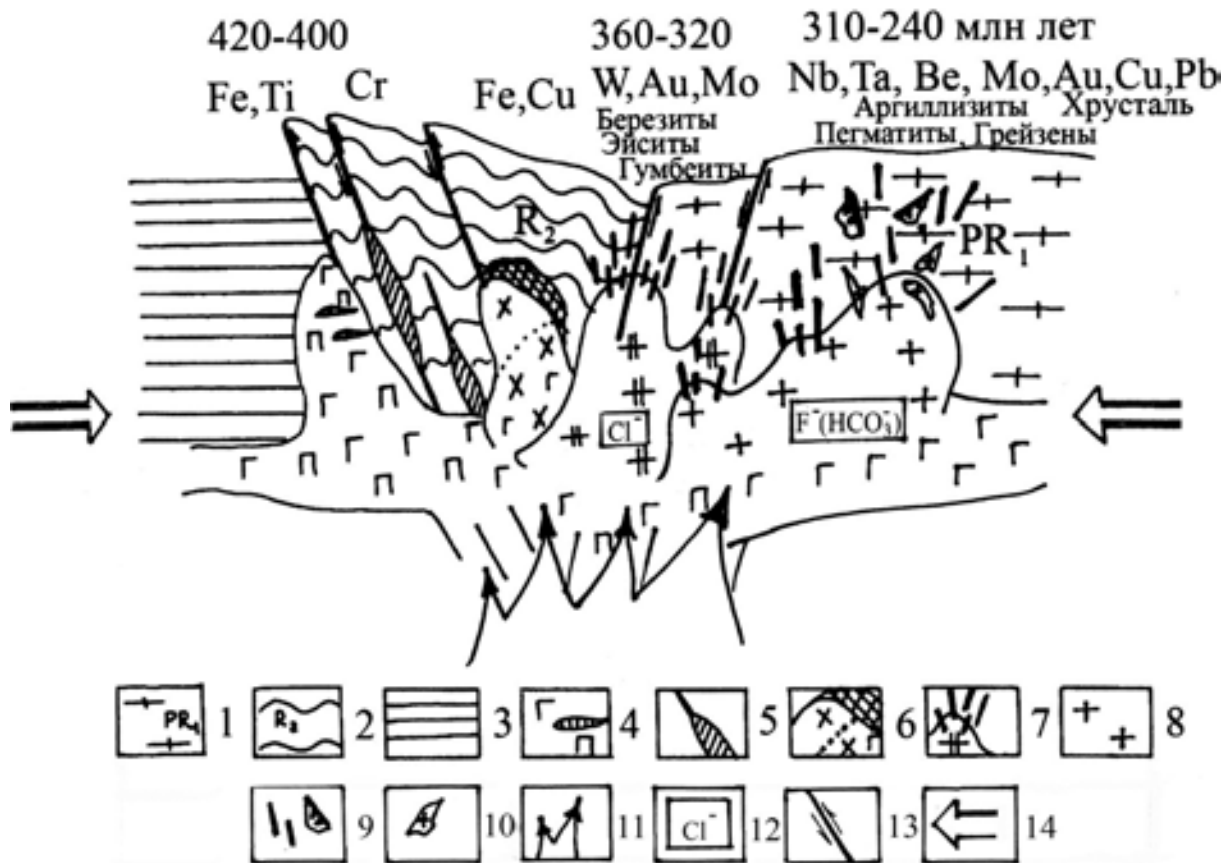 420-400 360-320 310-240 млн лет
Fe,Ti Cr Fe,Cu W,Au,Mo Nb,Ta, Be, Mo,Au,Cu,Pb
Березиты Аргиллизиты Хрусталь
Эйситы Пегматиты, Грейзены
Гумбеиты
R₂ PR₁
Cl⁻ F⁻(HCO₃⁻)
PR₁ 1 R₂ 2 3 4 5 6 7 8
9 10 11 Cl⁻ 12 13 14